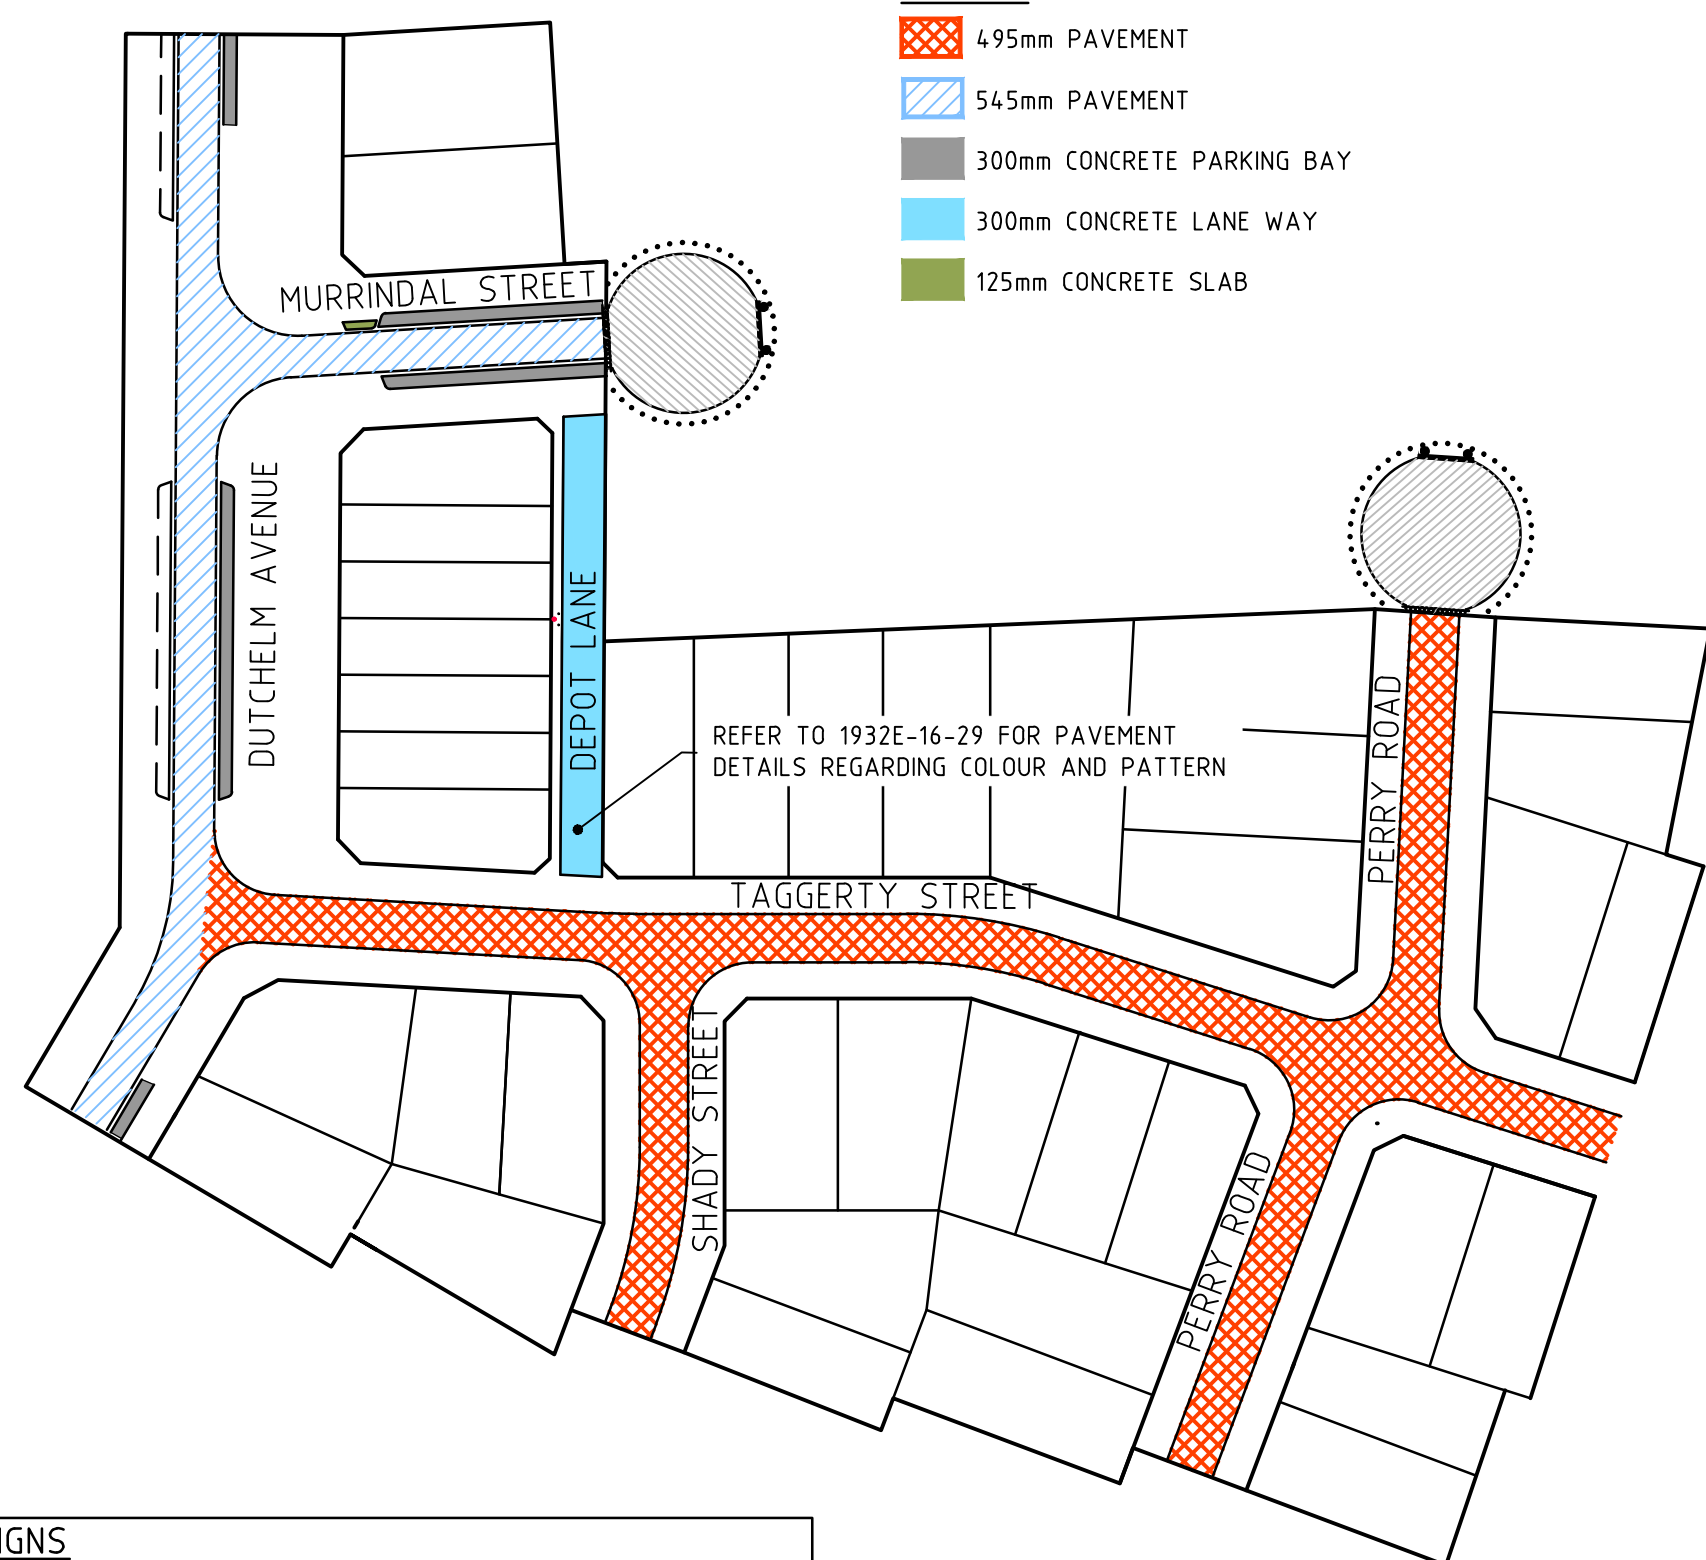 495mm PAVEMENT
545mm PAVEMENT
300mm CONCRETE PARKING BAY
300mm CONCRETE LANE WAY
125mm CONCRETE SLAB
MURRINDAL STREET
DUTCHELM AVENUE
DEPOT LANE
REFER TO 1932E-16-29 FOR PAVEMENT
DETAILS REGARDING COLOUR AND PATTERN
PERRY ROAD
TAGGERTY STREET
SHADY STREET
PERRY ROAD
IGNS